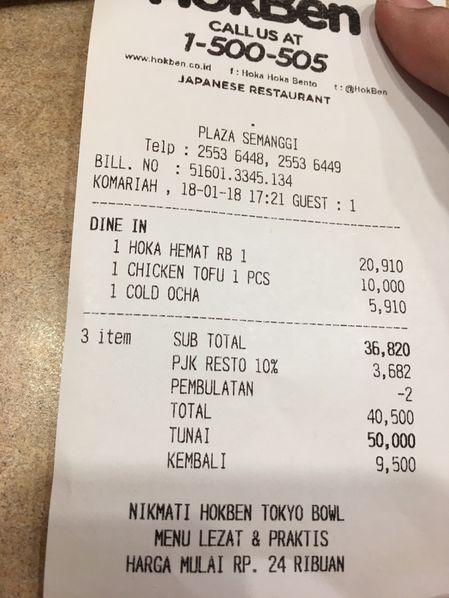 HokBen
CALL US AT
1-500-505
www.hokben.co.id f : Hoka Hoka Bento t : @HokBen
JAPANESE RESTAURANT
PLAZA SEMANGGI
Telp : 2553 6448, 2553 6449
BILL. NO : 51601.3345.134
KOMARIAH , 18-01-18 17:21 GUEST : 1
DINE IN
1 HOKA HEMAT RB 1 20,910
1 CHICKEN TOFU 1 PCS 10,000
1 COLD OCHA 5,910
3 item SUB TOTAL 36,820
PJK RESTO 10% 3,682
PEMBULATAN -2
TOTAL 40,500
TUNAI 50,000
KEMBALI 9,500
NIKMATI HOKBEN TOKYO BOWL
MENU LEZAT & PRAKTIS
HARGA MULAI RP. 24 RIBUAN